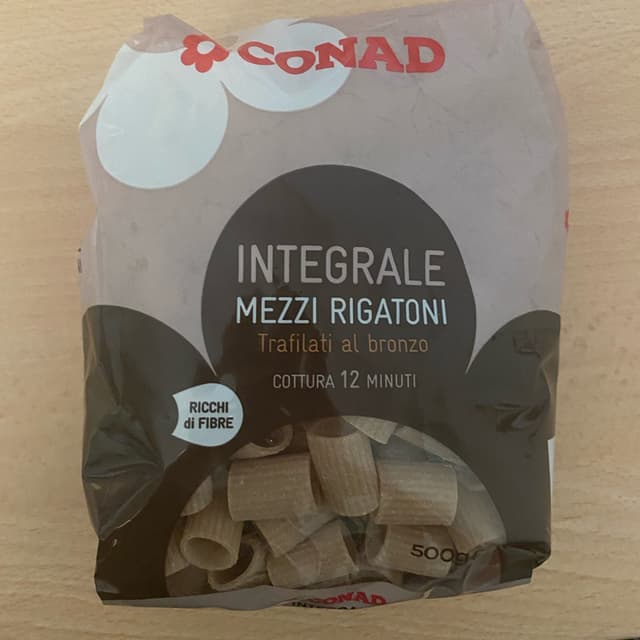 CONAD
INTEGRALE
MEZZI RIGATONI
Trafilati al bronzo
COTTURA 12 MINUTI
RICCHI
di FIBRE
500g
CONAD